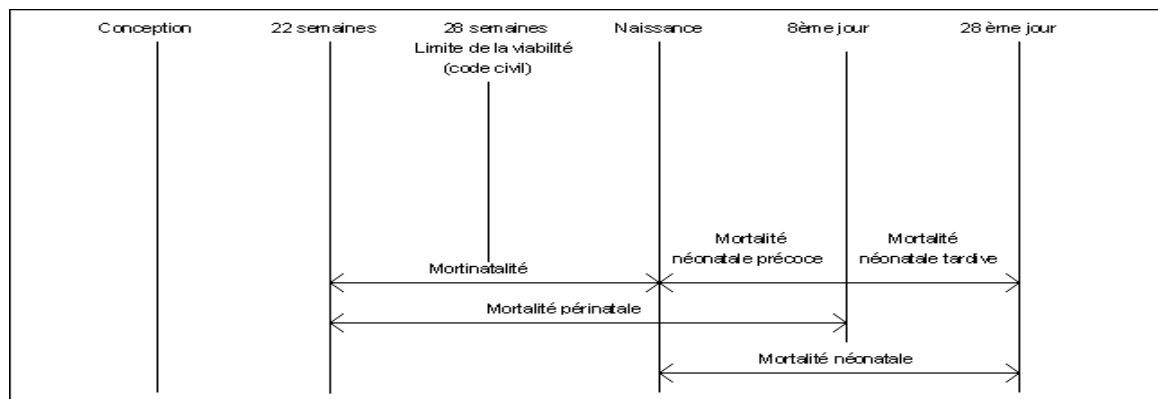 Conception
22 semaines
28 semaines
Limite de la viabilité
(code civil)
Naissance
8ème jour
28 ème jour
Mortinatalité
Mortalité
néonatale précoce
Mortalité
néonatale tardive
Mortalité périnatale
Mortalité néonatale